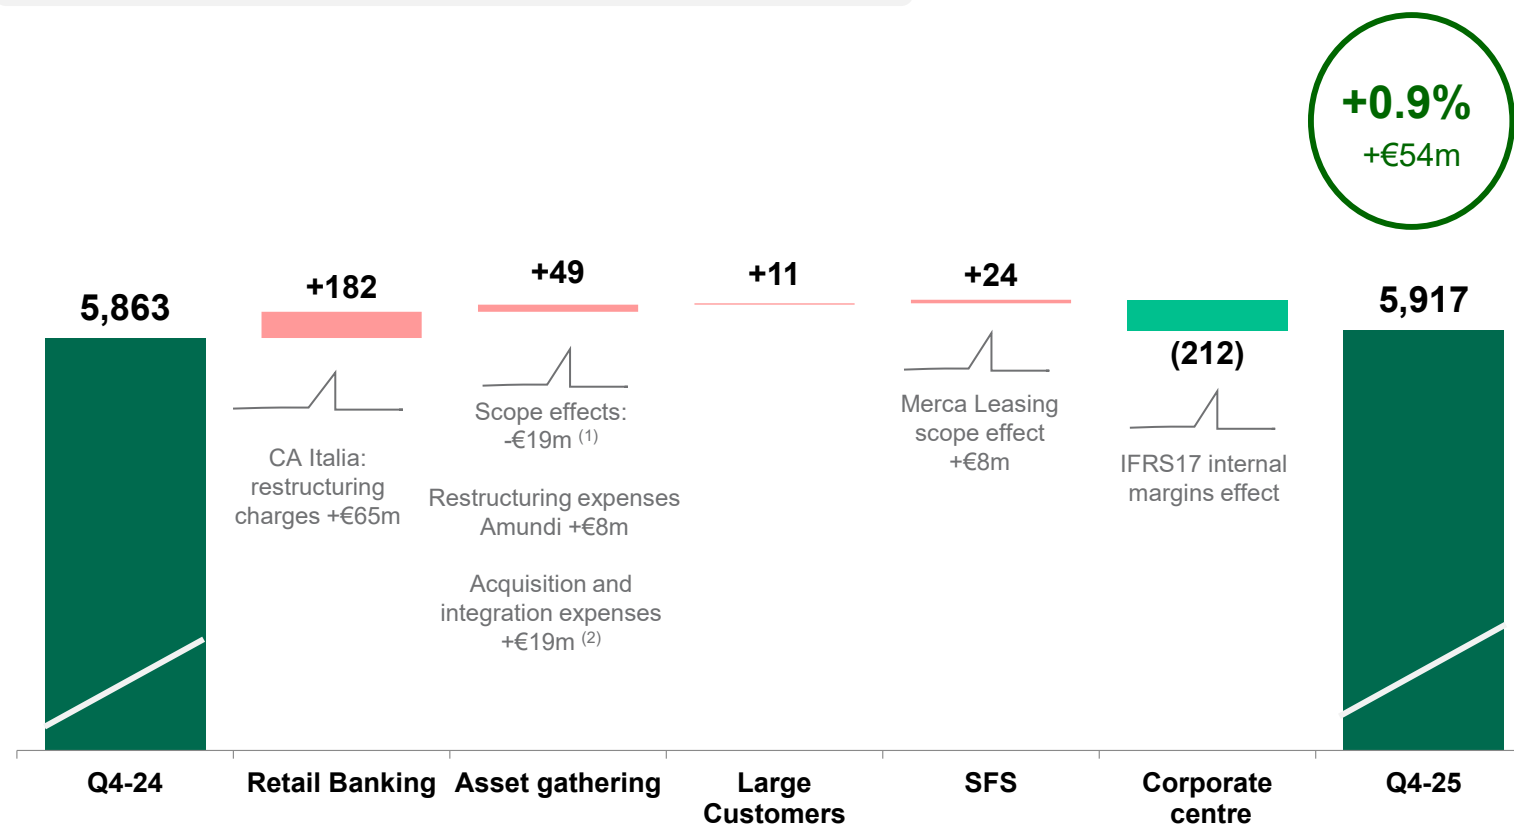 +0.9%
+€54m
5,863
+182
+49
+11
+24
(212)
5,917
CA Italia:
restructuring
charges +€65m
Scope effects:
-€19m (1)
Restructuring expenses
Amundi +€8m
Acquisition and
integration expenses
+€19m (2)
Merca Leasing
scope effect
+€8m
IFRS17 internal
margins effect
Q4-24
Retail Banking
Asset gathering
Large
Customers
SFS
Corporate
centre
Q4-25